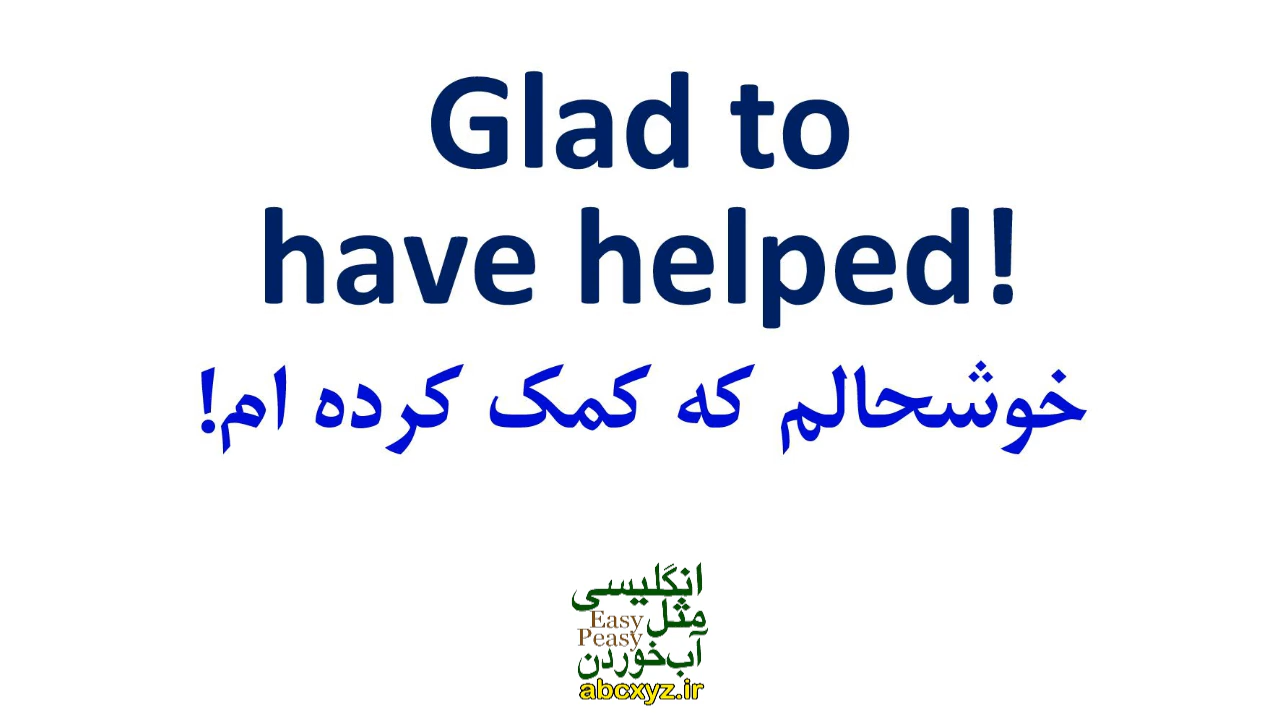 Glad to
have helped!
خوشحالم که کمک کرده ام!
انگلیسی
مثل
Easy
Peasy
آب‌خوردن
abcxyz.ir